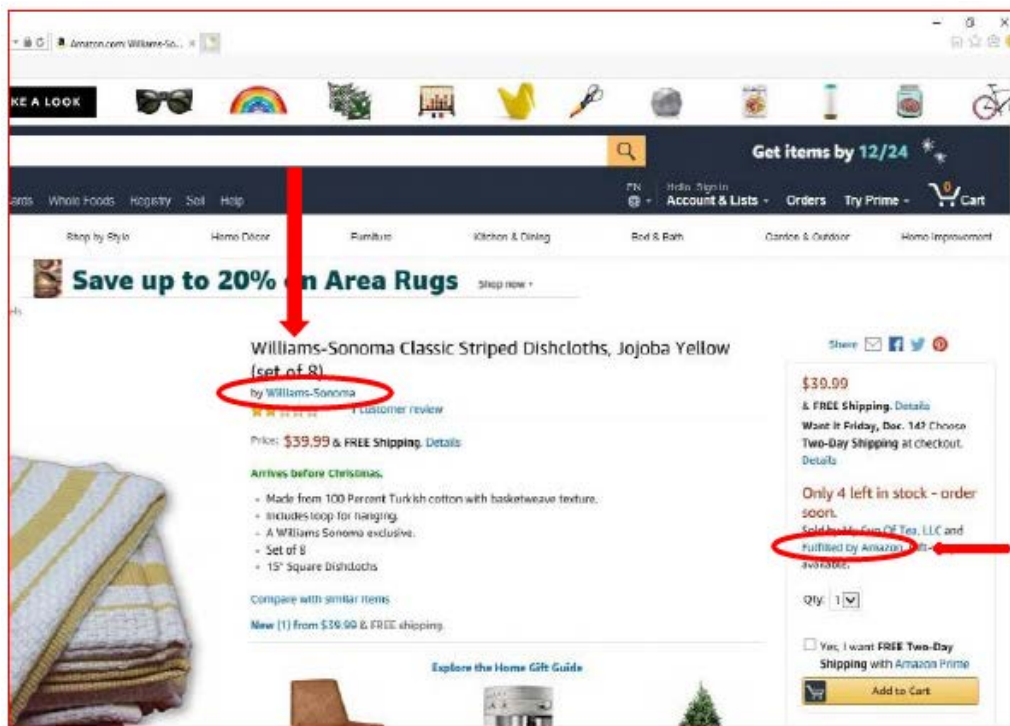 Amazon.com: Williams-So...
KE A LOOK
Get items by 12/24
EN
Hello. Sign in
Account & Lists
Orders
Try Prime
0
Cart
Whole Foods
Registry
Sell
Help
Shop by Style
Home Décor
Furniture
Kitchen & Dining
Bed & Bath
Garden & Outdoor
Home Improvement
Save up to 20% on Area Rugs
Shop now
Williams-Sonoma Classic Striped Dishcloths, Jojoba Yellow
(set of 8)
by Williams-Sonoma
1 customer review
Price: $39.99 & FREE Shipping. Details
Arrives before Christmas.
Made from 100 Percent Turkish cotton with basketweave texture.
Includes loop for hanging.
A Williams Sonoma exclusive.
Set of 8
15" Square Dishcloths
Compare with similar items
New (1) from $39.99 & FREE shipping.
Explore the Home Gift Guide
Share
$39.99
& FREE Shipping. Details
Want it Friday, Dec. 14? Choose
Two-Day Shipping at checkout.
Details
Only 4 left in stock - order
soon.
Sold by My Cup Of Tea, LLC and
Fulfilled by Amazon.
available.
Qty: 1
Yes, I want FREE Two-Day
Shipping with Amazon Prime
Add to Cart